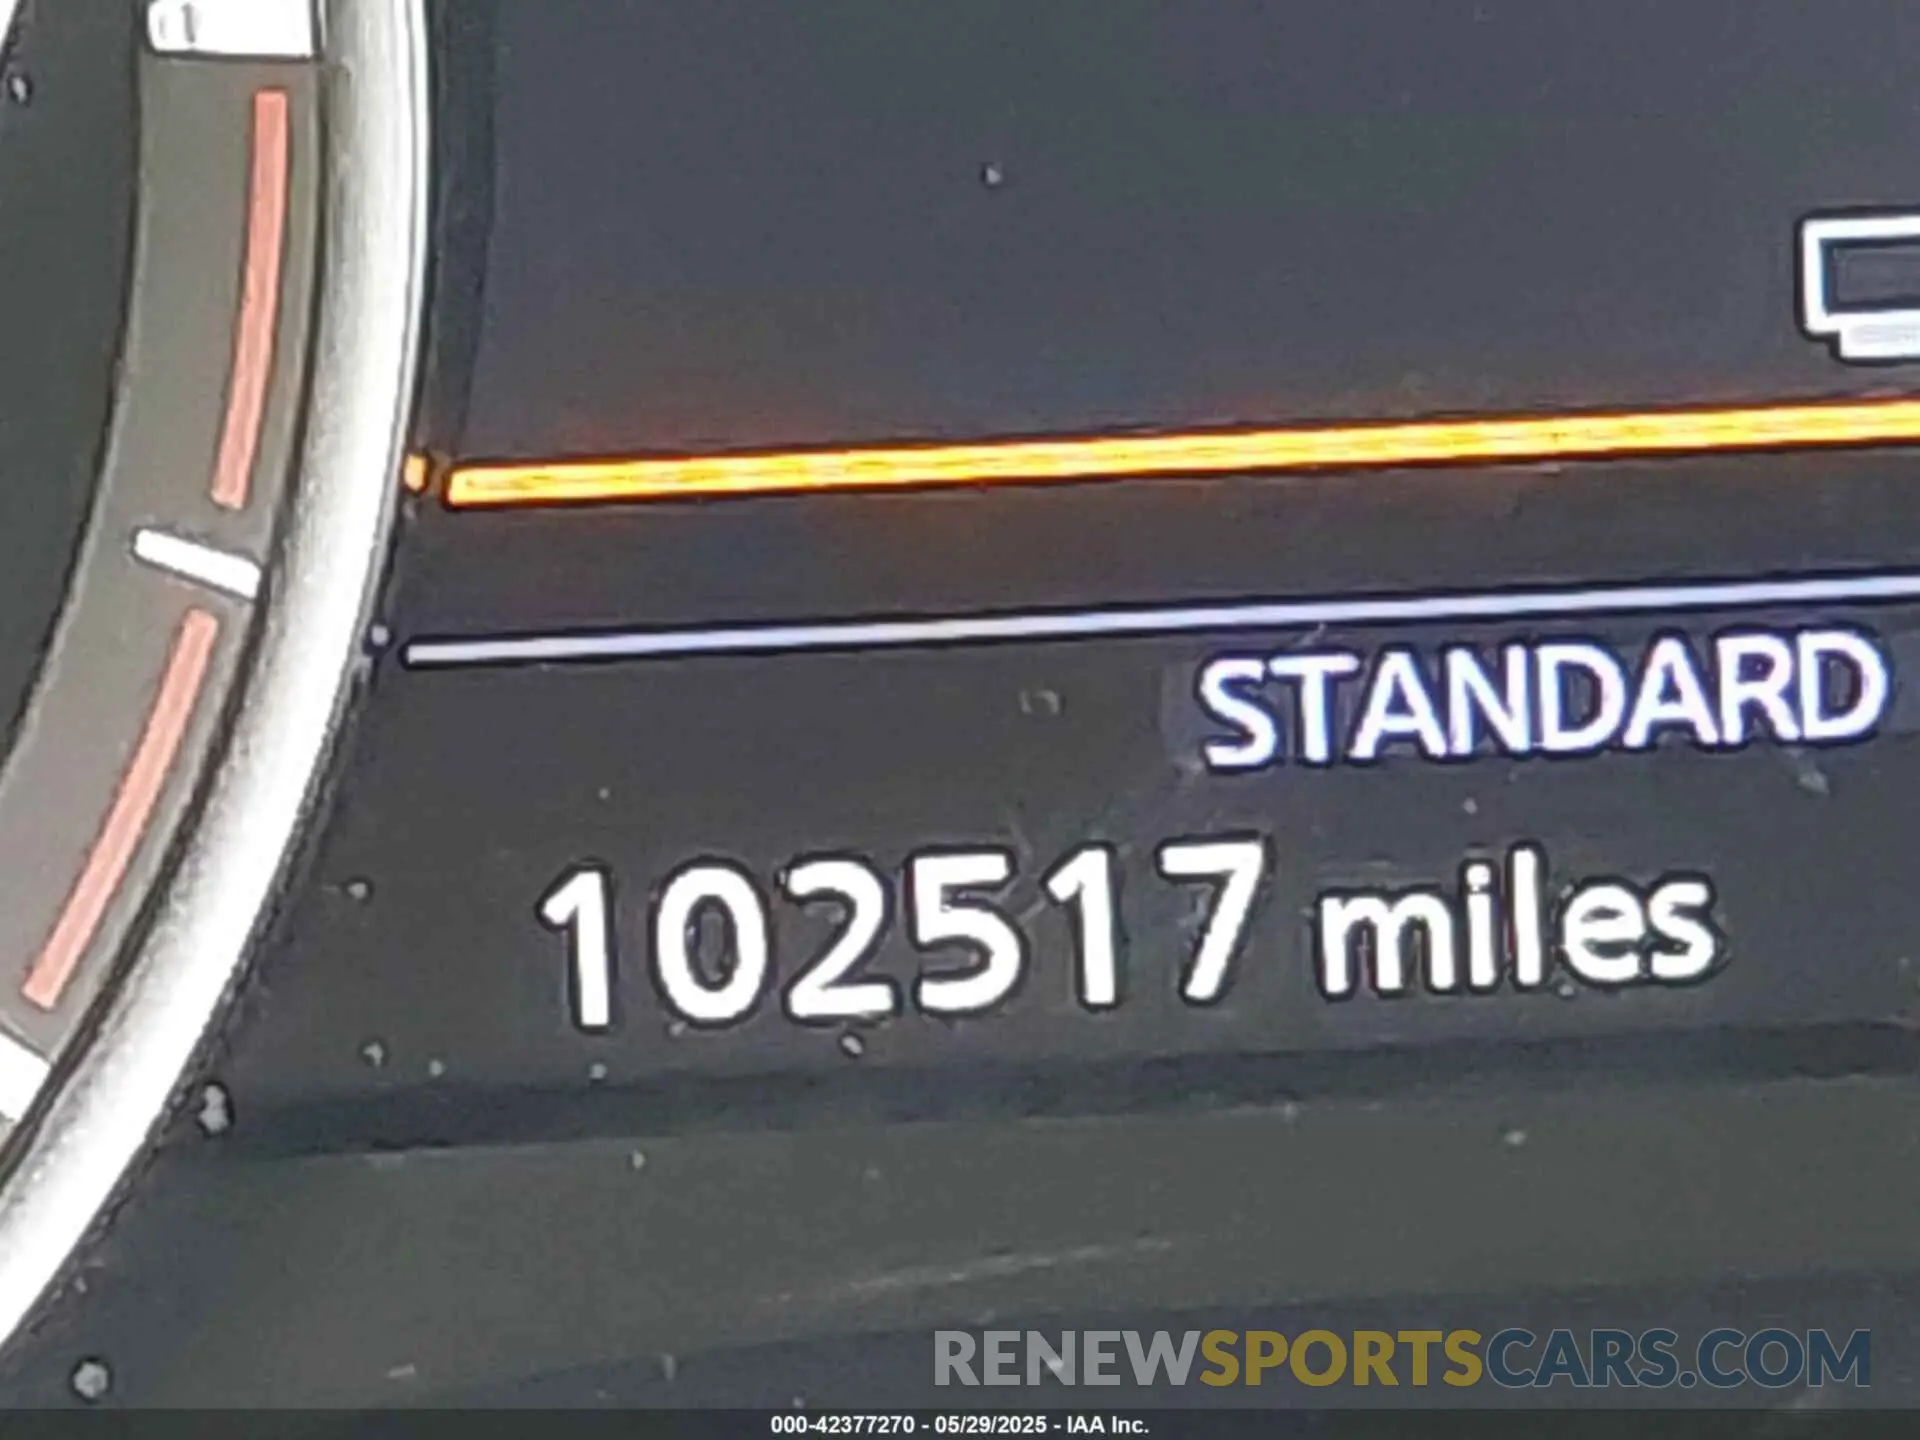 STANDARD
102517 miles
RENEWSPORTSCARS.COM
000-42377270 - 05/29/2025 - IAA Inc.